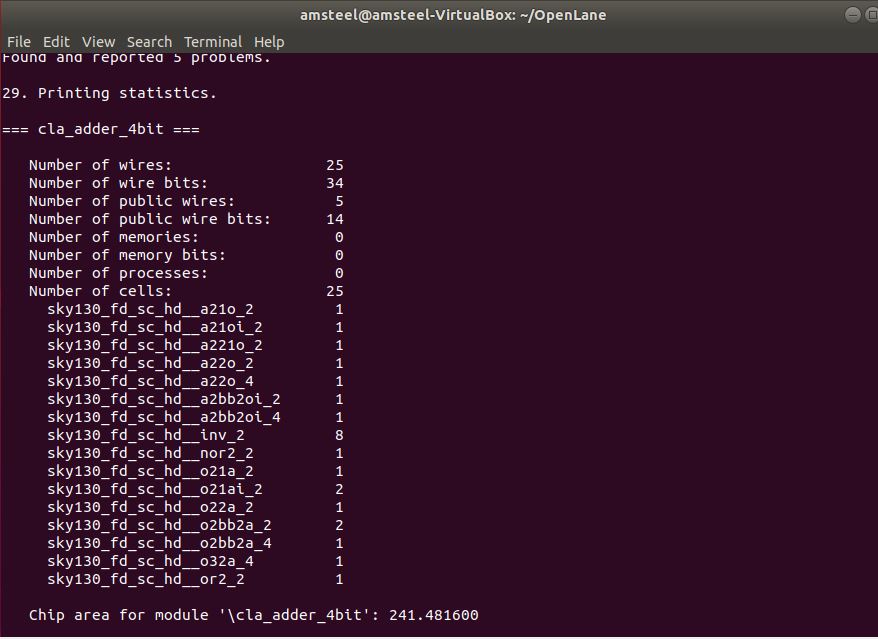 amsteel@amsteel-VirtualBox: ~/OpenLane
File Edit View Search Terminal Help
Found and reported 5 problems.
29. Printing statistics.
=== cla_adder_4bit ===
Number of wires: 25
Number of wire bits: 34
Number of public wires: 5
Number of public wire bits: 14
Number of memories: 0
Number of memory bits: 0
Number of processes: 0
Number of cells: 25
sky130_fd_sc_hd__a21o_2 1
sky130_fd_sc_hd__a21oi_2 1
sky130_fd_sc_hd__a221o_2 1
sky130_fd_sc_hd__a22o_2 1
sky130_fd_sc_hd__a22o_4 1
sky130_fd_sc_hd__a2bb2oi_2 1
sky130_fd_sc_hd__a2bb2oi_4 1
sky130_fd_sc_hd__inv_2 8
sky130_fd_sc_hd__nor2_2 1
sky130_fd_sc_hd__o21a_2 1
sky130_fd_sc_hd__o21ai_2 2
sky130_fd_sc_hd__o22a_2 1
sky130_fd_sc_hd__o2bb2a_2 2
sky130_fd_sc_hd__o2bb2a_4 1
sky130_fd_sc_hd__o32a_4 1
sky130_fd_sc_hd__or2_2 1
Chip area for module '\cla_adder_4bit': 241.481600